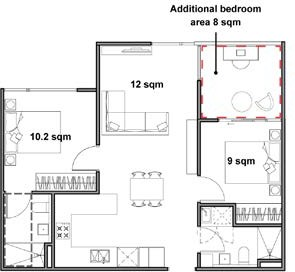 Additional bedroom
area 8 sqm
12 sqm
10.2 sqm
9 sqm